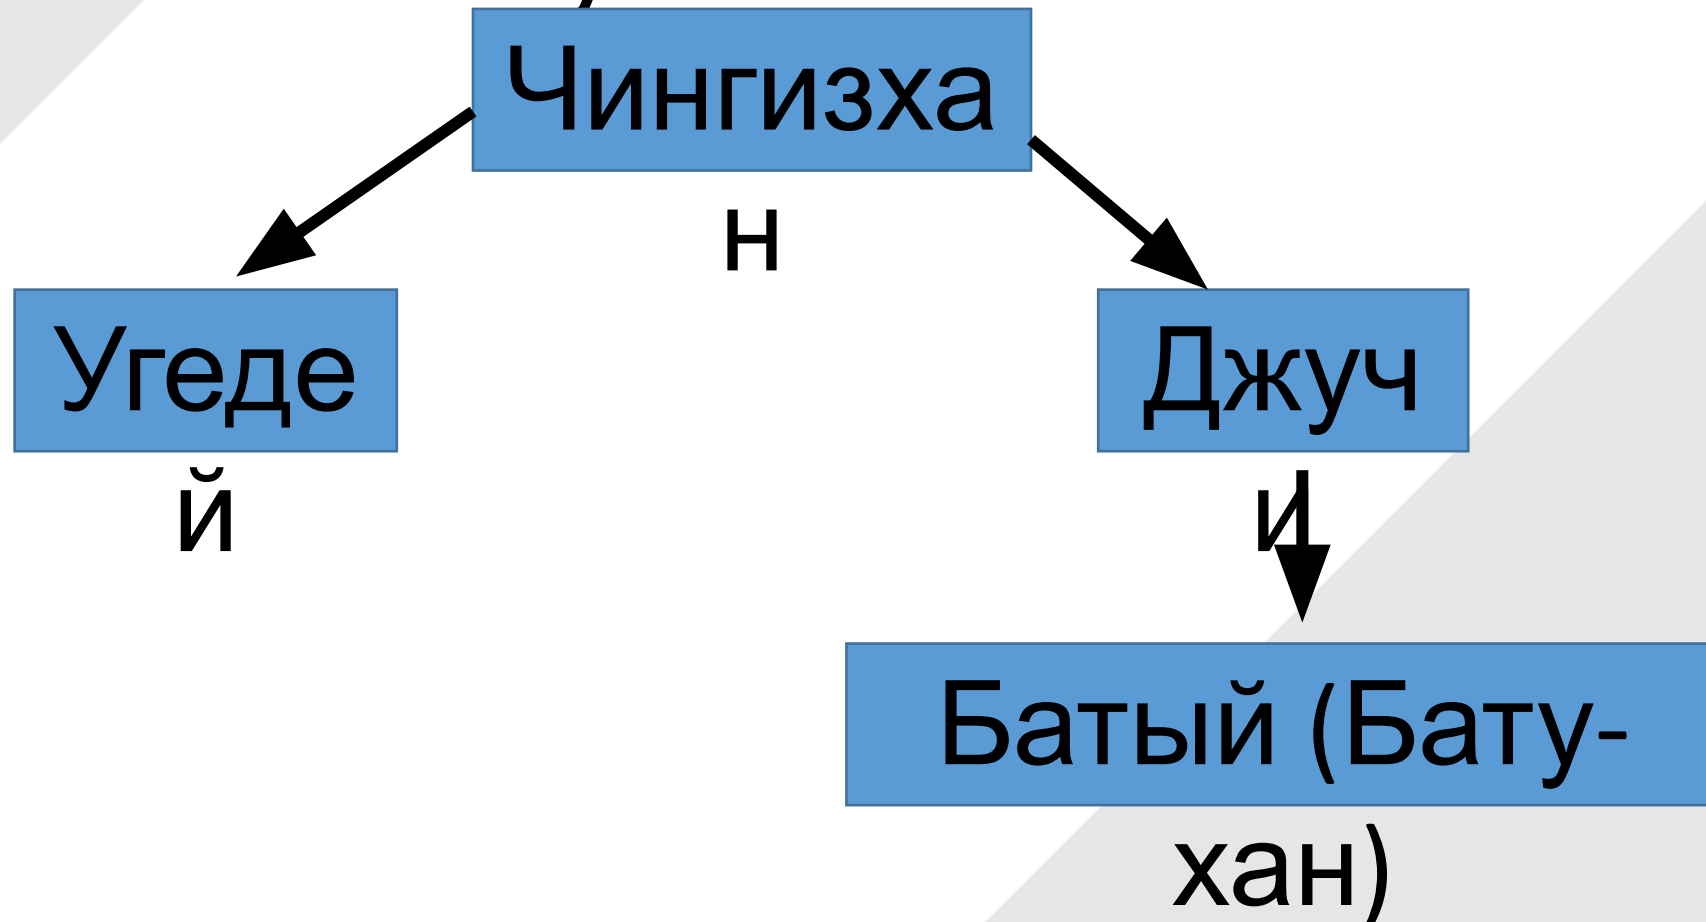 Чингизха
н
Угеде
й
Джуч
и
Батый (Бату-
хан)